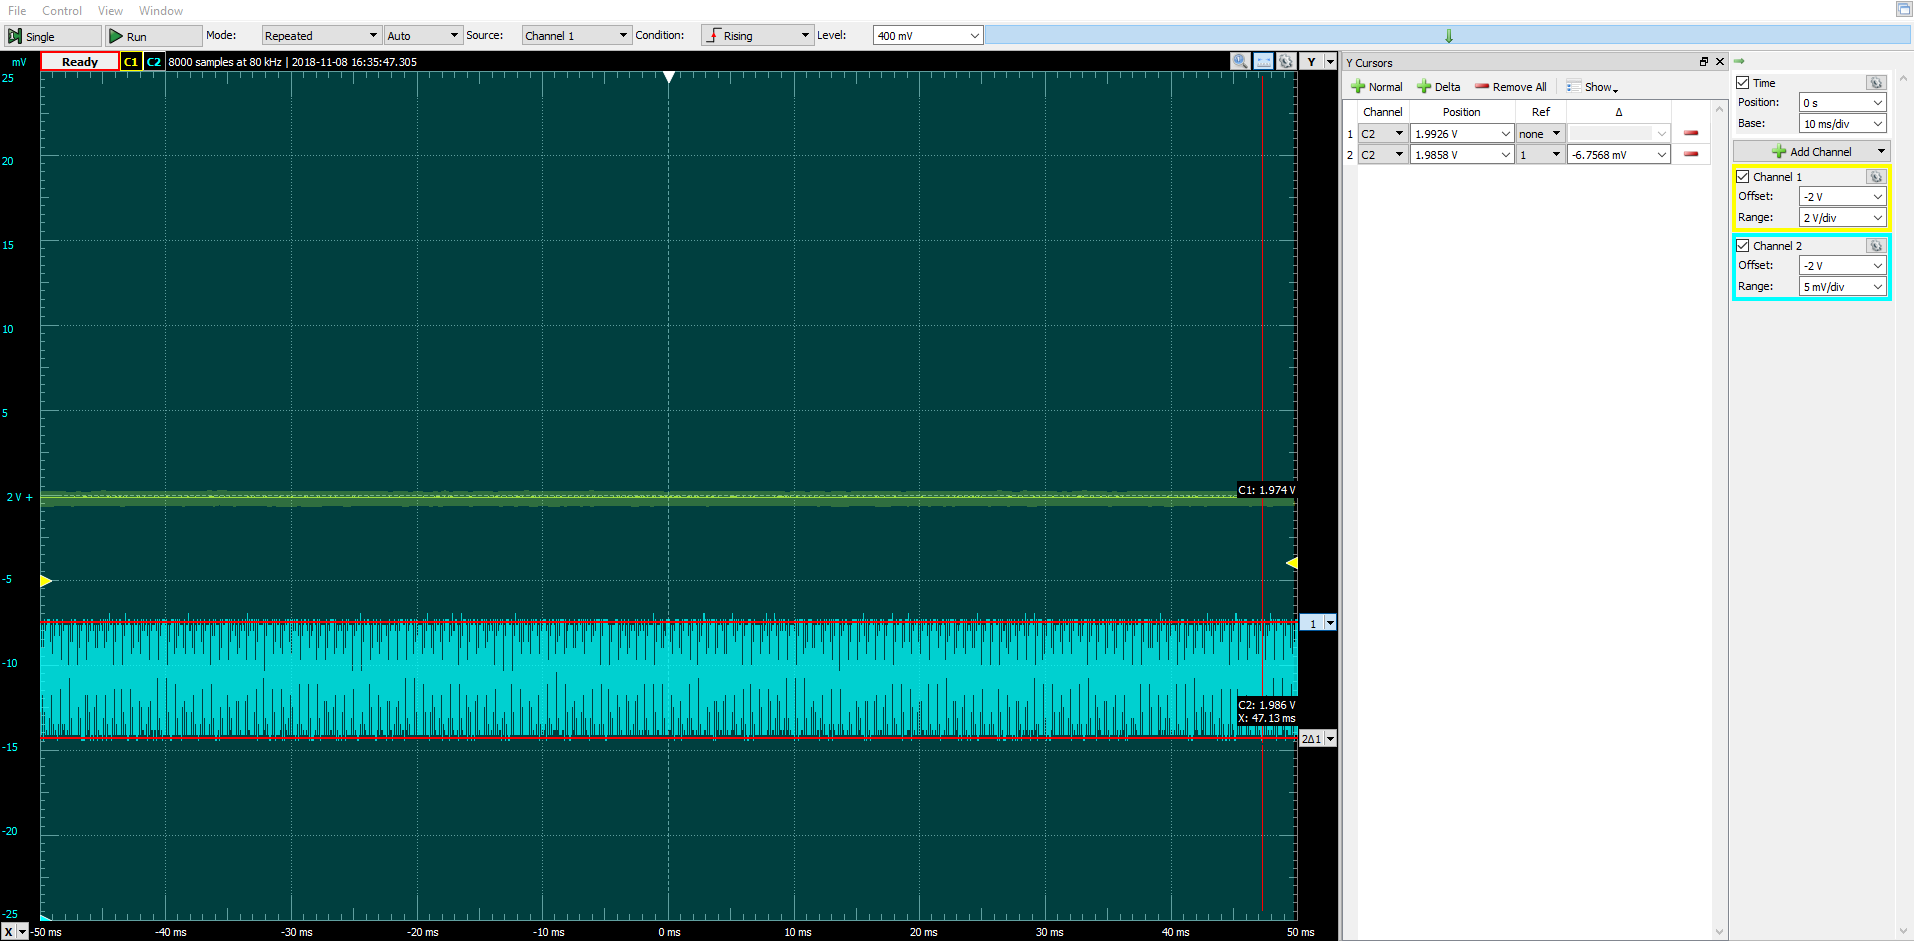 File Control View Window
Single Run Mode: Repeated Auto Source: Channel 1 Condition: Rising Level: 400 mV
mV Ready C1 C2 8000 samples at 80 kHz | 2018-11-08 16:35:47.305 Y
25
20
15
10
5
2 V +
-5
-10
-15
-20
-25
C1: 1.974 V
1
C2: 1.986 V
X: 47.13 ms
2Δ1
X -50 ms -40 ms -30 ms -20 ms -10 ms 0 ms 10 ms 20 ms 30 ms 40 ms 50 ms
Y Cursors
Normal Delta Remove All Show
Channel Position Ref Δ
1 C2 1.9926 V none
2 C2 1.9858 V 1 -6.7568 mV
Time
Position: 0 s
Base: 10 ms/div
Add Channel
Channel 1
Offset: -2 V
Range: 2 V/div
Channel 2
Offset: -2 V
Range: 5 mV/div